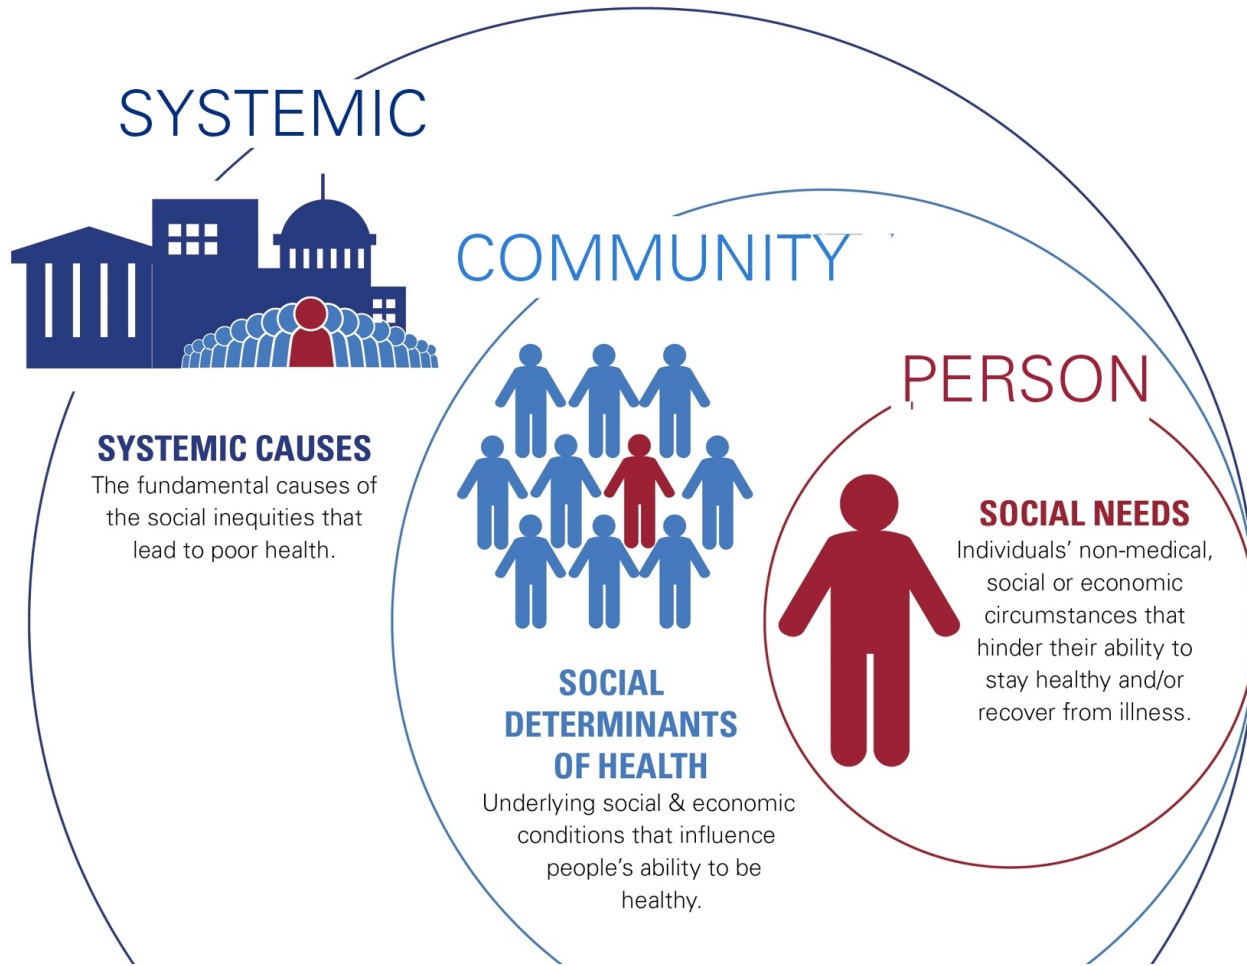 SYSTEMIC
SYSTEMIC CAUSES
The fundamental causes of
the social inequities that
lead to poor health.
COMMUNITY
SOCIAL
DETERMINANTS
OF HEALTH
Underlying social & economic
conditions that influence
people's ability to be
healthy.
PERSON
SOCIAL NEEDS
Individuals' non-medical,
social or economic
circumstances that
hinder their ability to
stay healthy and/or
recover from illness.